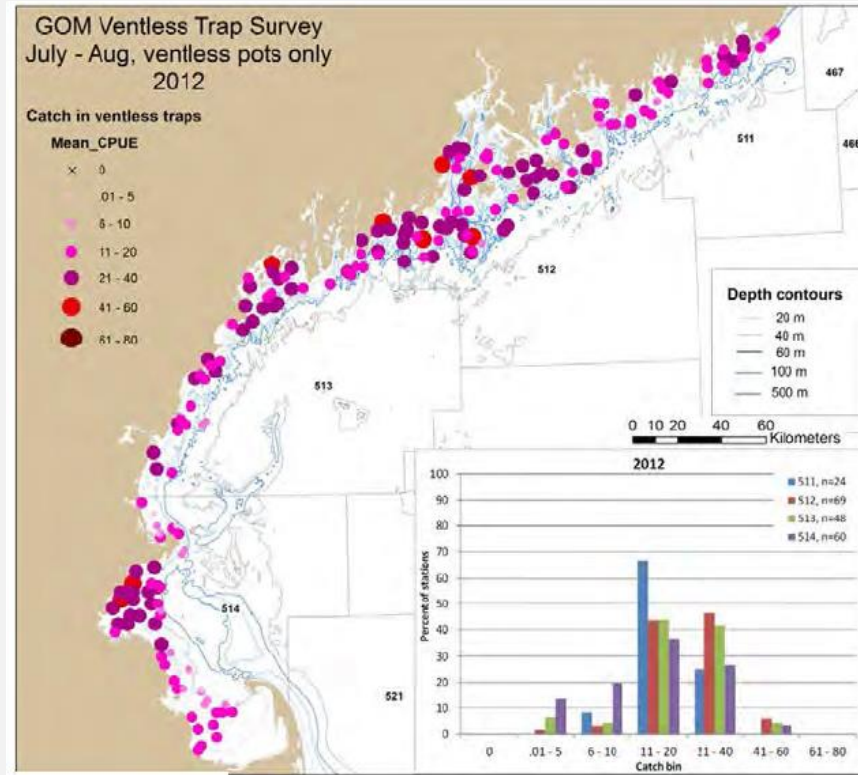 GOM Ventless Trap Survey
July - Aug, ventless pots only
2012
Catch in ventless traps
Mean_CPUE
0
.01 - 5
6 - 10
11 - 20
21 - 40
41 - 60
61 - 80
467
466
511
512
513
514
521
Depth contours
20 m
40 m
60 m
100 m
500 m
0 10 20 40 60
Kilometers
2012
511, n=24
512, n=69
513, n=48
514, n=60
Percent of stations
100
90
80
70
60
50
40
30
20
10
0
0 .01 - 5 6 - 10 11 - 20 21 - 40 41 - 60 61 - 80
Catch bin